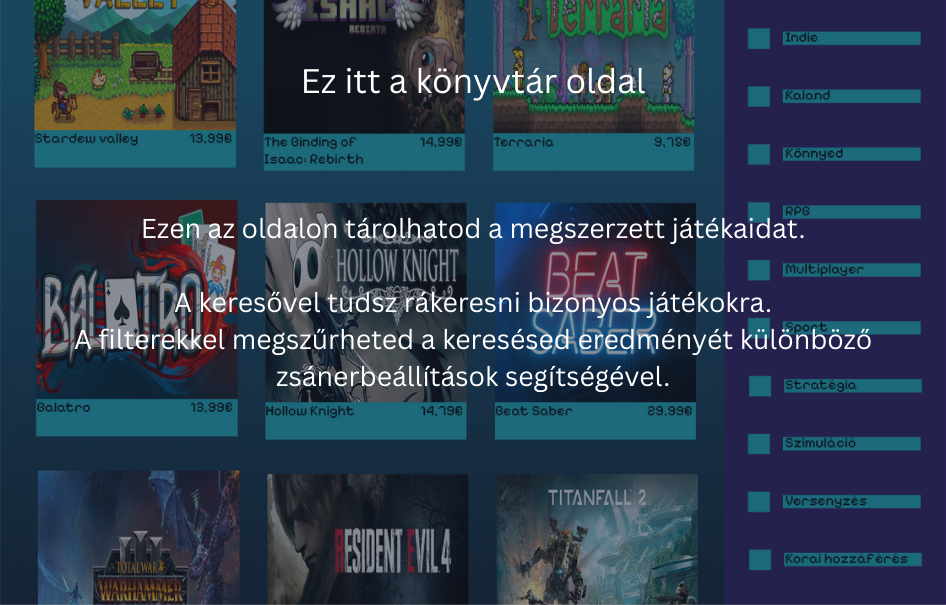 VALLEY
ISAAC
REBIRTH
Terraria
Indie
Ez itt a könyvtár oldal
Kaland
Stardew valley 13,99€
The Binding of 14,99€
Isaac: Rebirth
Terraria 9,75€
Könnyed
RPG
Ezen az oldalon tárolhatod a megszerzett játékaidat.
BALATRO
HOLLOW KNIGHT
BEAT
SABER
Multiplayer
A keresővel tudsz rákeresni bizonyos játékokra.
Sport
A filterekkel megszűrheted a keresésed eredményét különböző
zsánerbeállítások segítségével.
Stratégia
Balatro 13,99€
Hollow Knight 14,79€
Beat Saber 29,99€
Szimuláció
Versenyzés
TOTAL WAR
WARHAMMER
III
RESIDENT EVIL 4
TITANFALL 2
Korai hozzáférés